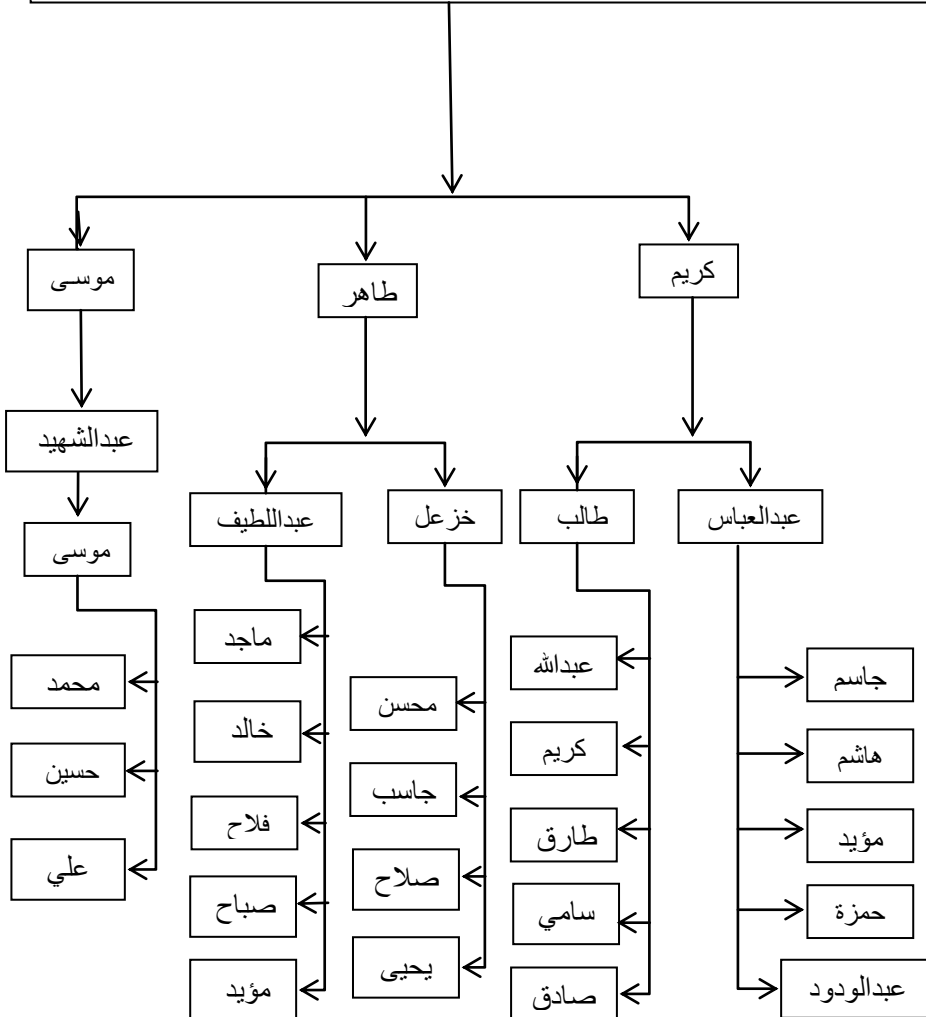 كريم
طاهر
موسى
عبدالشهيد
عبدالعباس
طالب
خزعل
عبداللطيف
موسى
جاسم
هاشم
مؤيد
حمزة
عبدالودود
عبدالله
كريم
طارق
سامي
صادق
محسن
جاسب
صلاح
يحيى
ماجد
خالد
فلاح
صباح
مؤيد
محمد
حسين
علي